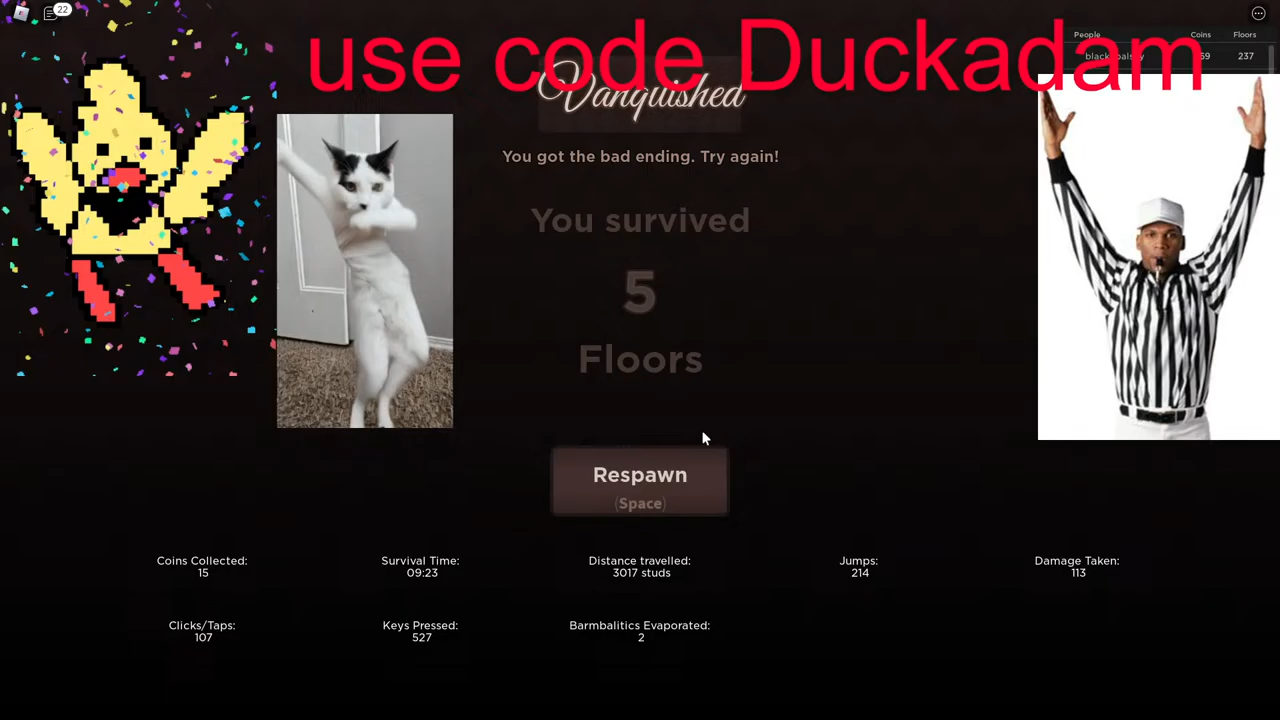 22
use code Duckadam
People Coins Floors
237
Vanquished
You got the bad ending. Try again!
You survived
5
Floors
Respawn
(Space)
Coins Collected:
15
Survival Time:
09:23
Distance travelled:
3017 studs
Jumps:
214
Damage Taken:
113
Clicks/Taps:
107
Keys Pressed:
527
Barmbalitics Evaporated:
2